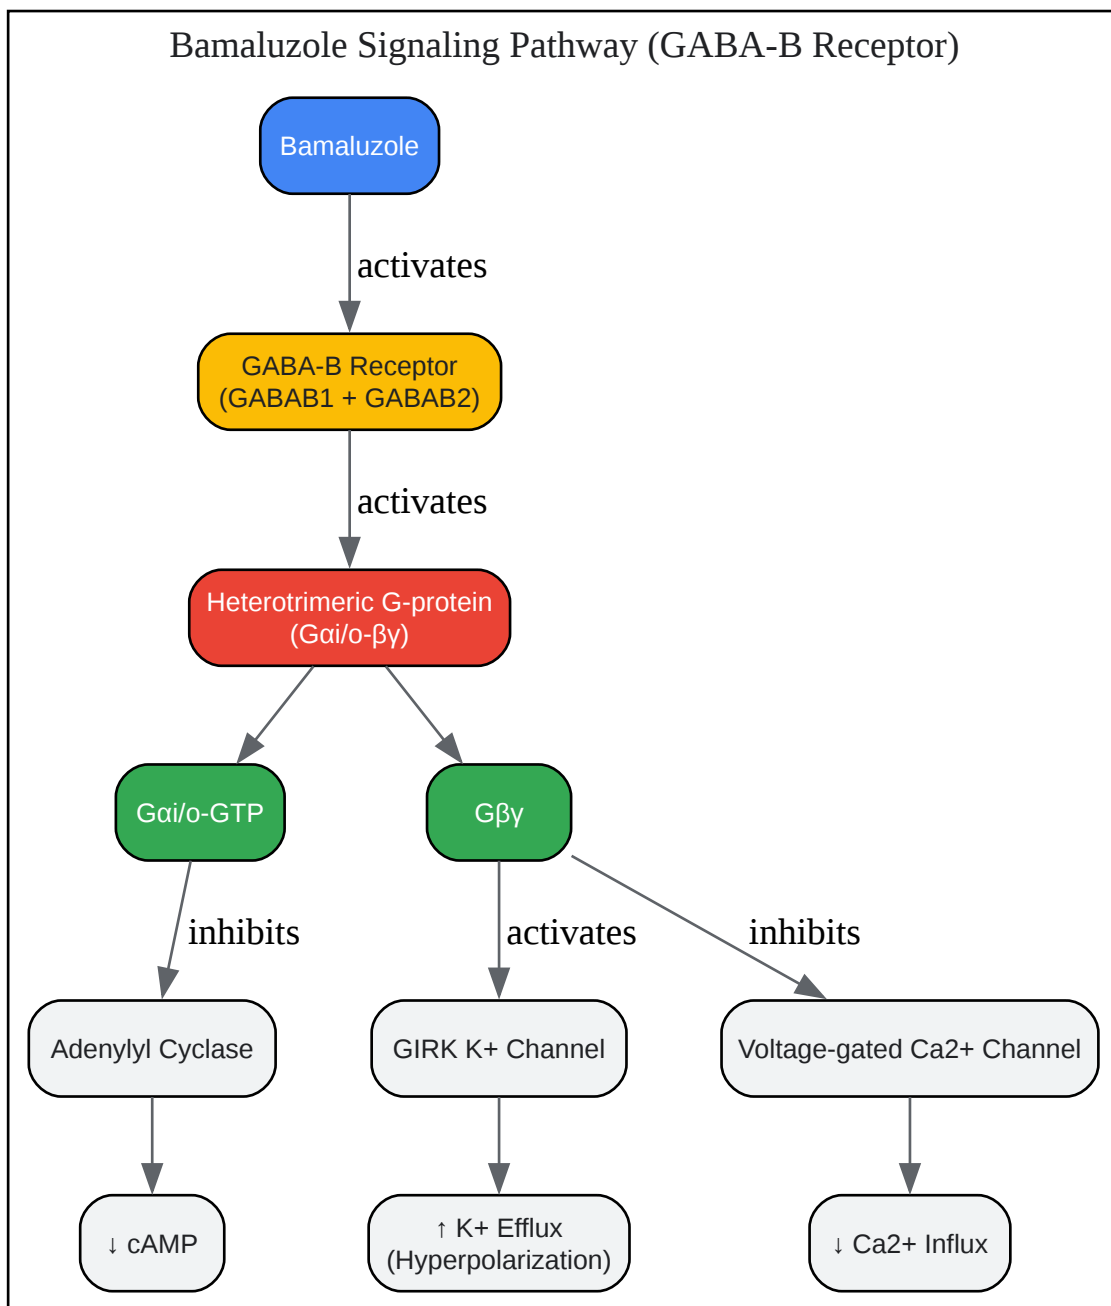 Bamaluzole Signaling Pathway (GABA-B Receptor)
Bamaluzole
activates
GABA-B Receptor
(GABAB1 + GABAB2)
activates
Heterotrimeric G-protein
(Gαi/o-βγ)
Gαi/o-GTP
Gβγ
inhibits
activates
inhibits
Adenylyl Cyclase
GIRK K+ Channel
Voltage-gated Ca2+ Channel
↓ cAMP
↑ K+ Efflux
(Hyperpolarization)
↓ Ca2+ Influx